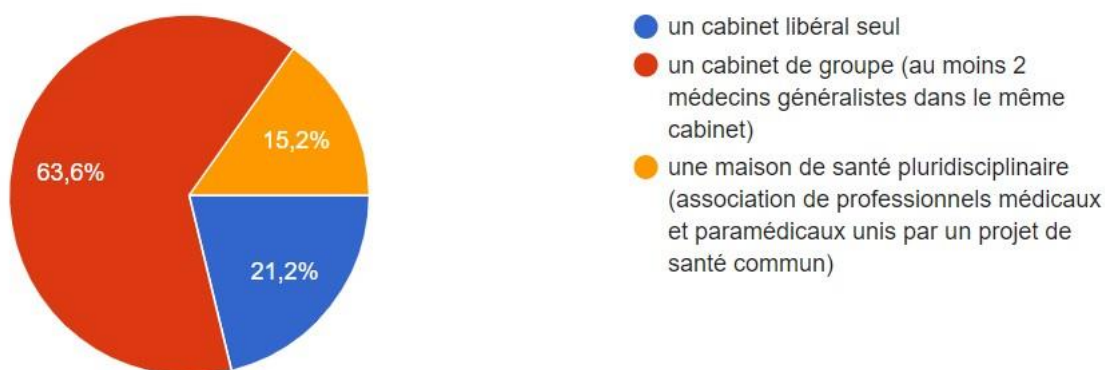 un cabinet libéral seul
un cabinet de groupe (au moins 2
médecins généralistes dans le même
cabinet)
une maison de santé pluridisciplinaire
(association de professionnels médicaux
et paramédicaux unis par un projet de
santé commun)
15,2%
63,6%
21,2%